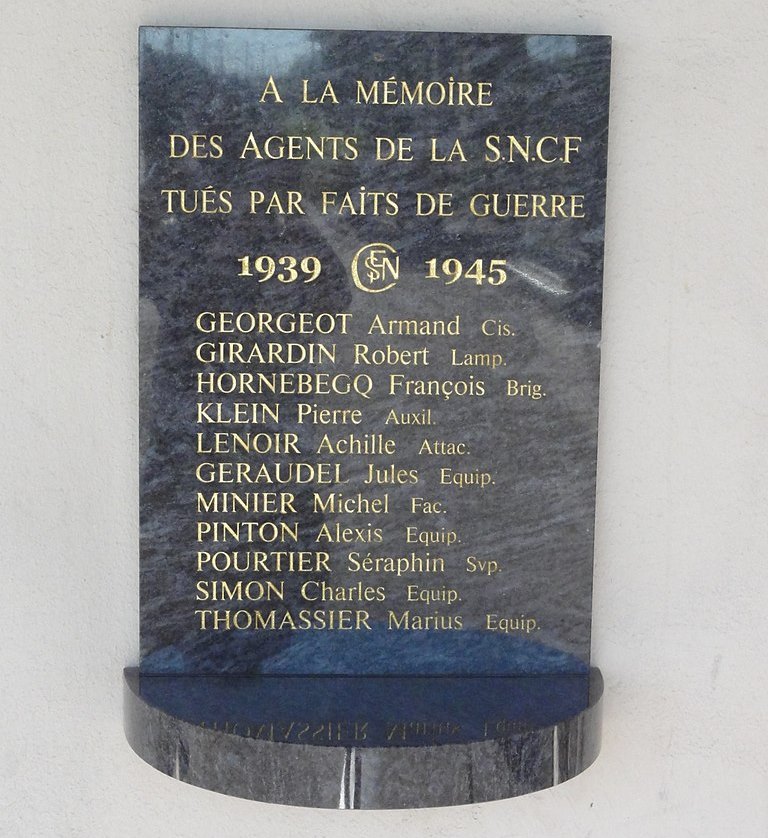 A LA MÉMOIRE
DES AGENTS DE LA S.N.C.F
TUÉS PAR FAITS DE GUERRE
1939 SNCF 1945
GEORGEOT Armand Cis.
GIRARDIN Robert Lamp.
HORNEBEGQ François Brig.
KLEIN Pierre Auxil.
LENOIR Achille Attac.
GERAUDEL Jules Equip.
MINIER Michel Fac.
PINTON Alexis Equip.
POURTIER Séraphin Svp.
SIMON Charles Equip.
THOMASSIER Marius Equip.